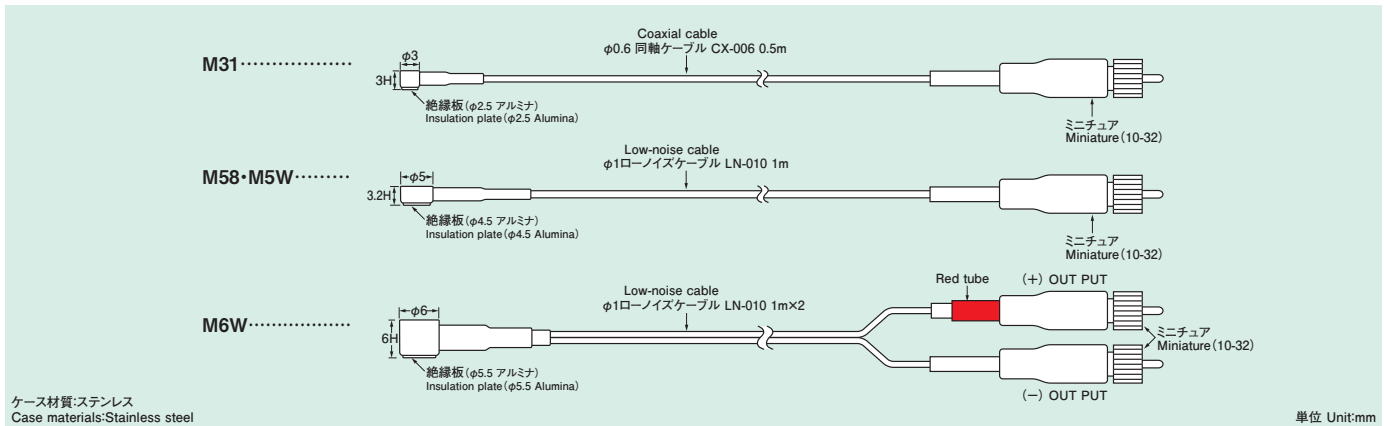 Coaxial cable
φ0.6 同軸ケーブル CX-006 0.5m
M31
φ3
3H
絶縁板(φ2.5 アルミナ)
Insulation plate(φ2.5 Alumina)
ミニチュア
Miniature(10-32)
Low-noise cable
φ1ローノイズケーブル LN-010 1m
M58・M5W
φ5
3.2H
絶縁板(φ4.5 アルミナ)
Insulation plate(φ4.5 Alumina)
ミニチュア
Miniature(10-32)
Low-noise cable
φ1ローノイズケーブル LN-010 1m×2
Red tube
(+) OUT PUT
M6W
φ6
6H
絶縁板(φ5.5 アルミナ)
Insulation plate(φ5.5 Alumina)
ミニチュア
Miniature(10-32)
(−) OUT PUT
ケース材質:ステンレス
Case materials:Stainless steel
単位 Unit:mm